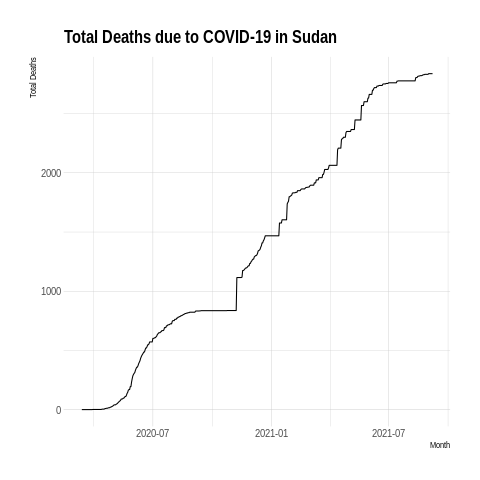 Total Deaths due to COVID-19 in Sudan
Total Deaths
2000
1000
0
2020-07
2021-01
2021-07
Month